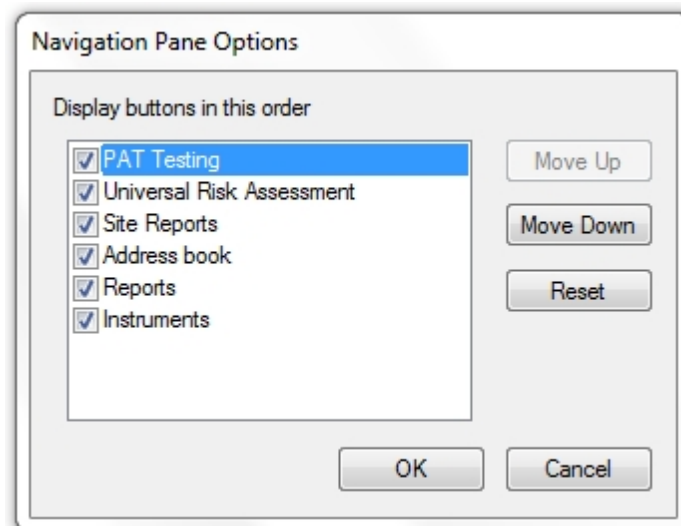 Navigation Pane Options
Display buttons in this order
PAT Testing
Universal Risk Assessment
Site Reports
Address book
Reports
Instruments
Move Up
Move Down
Reset
OK
Cancel